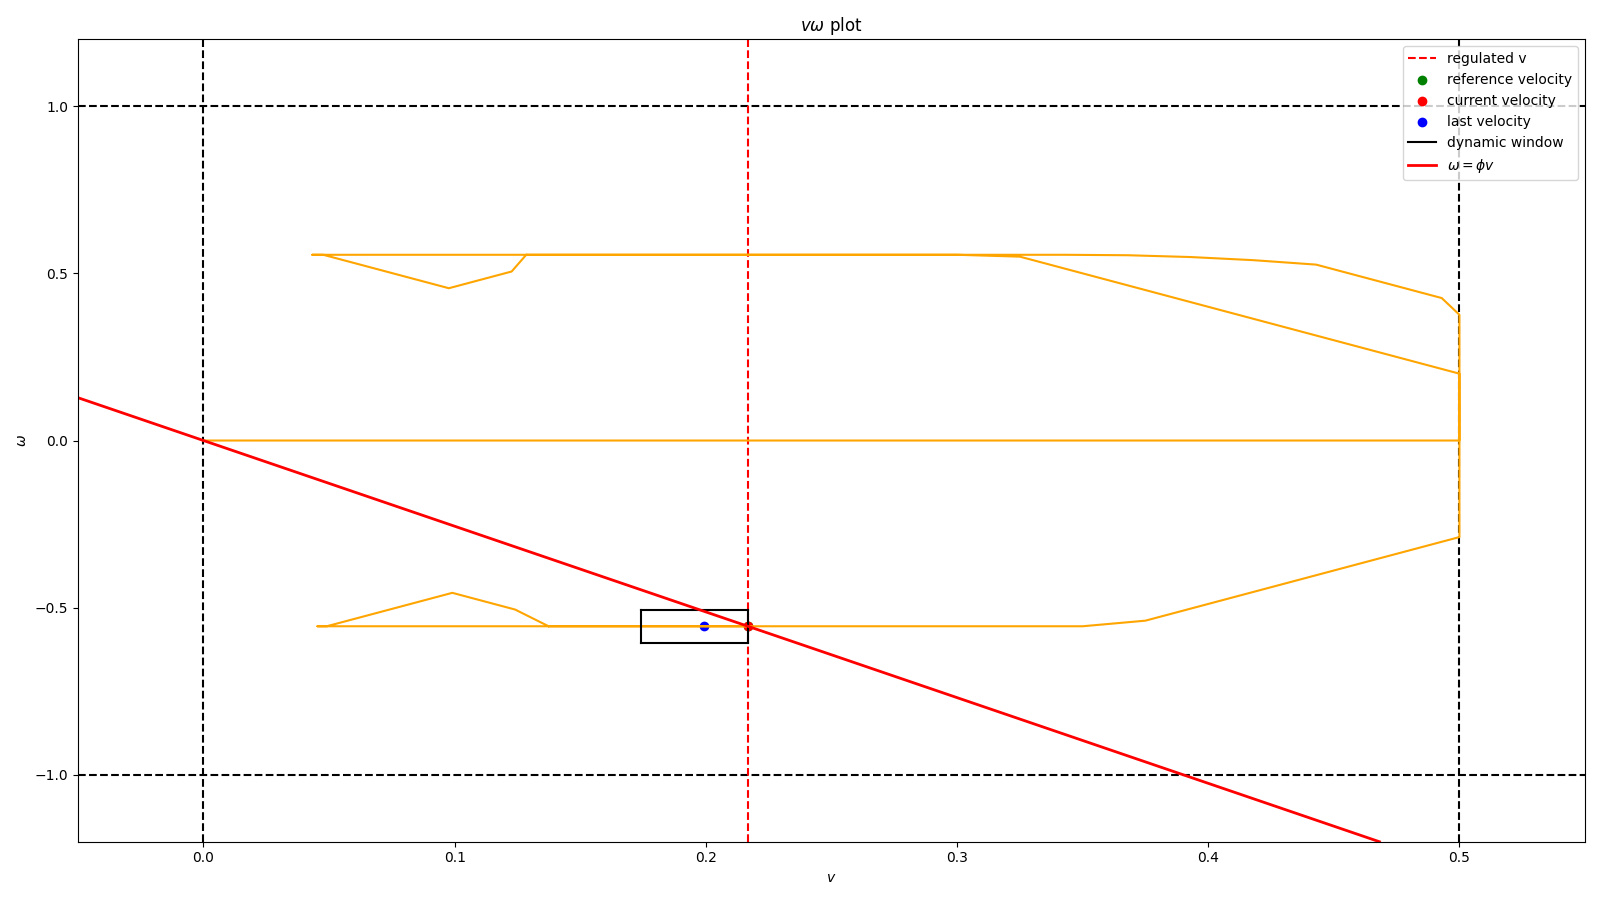 vω plot
regulated v
reference velocity
current velocity
last velocity
dynamic window
ω = ϕv
1.0
0.5
0.0
−0.5
−1.0
ω
0.0 0.1 0.2 0.3 0.4 0.5
v